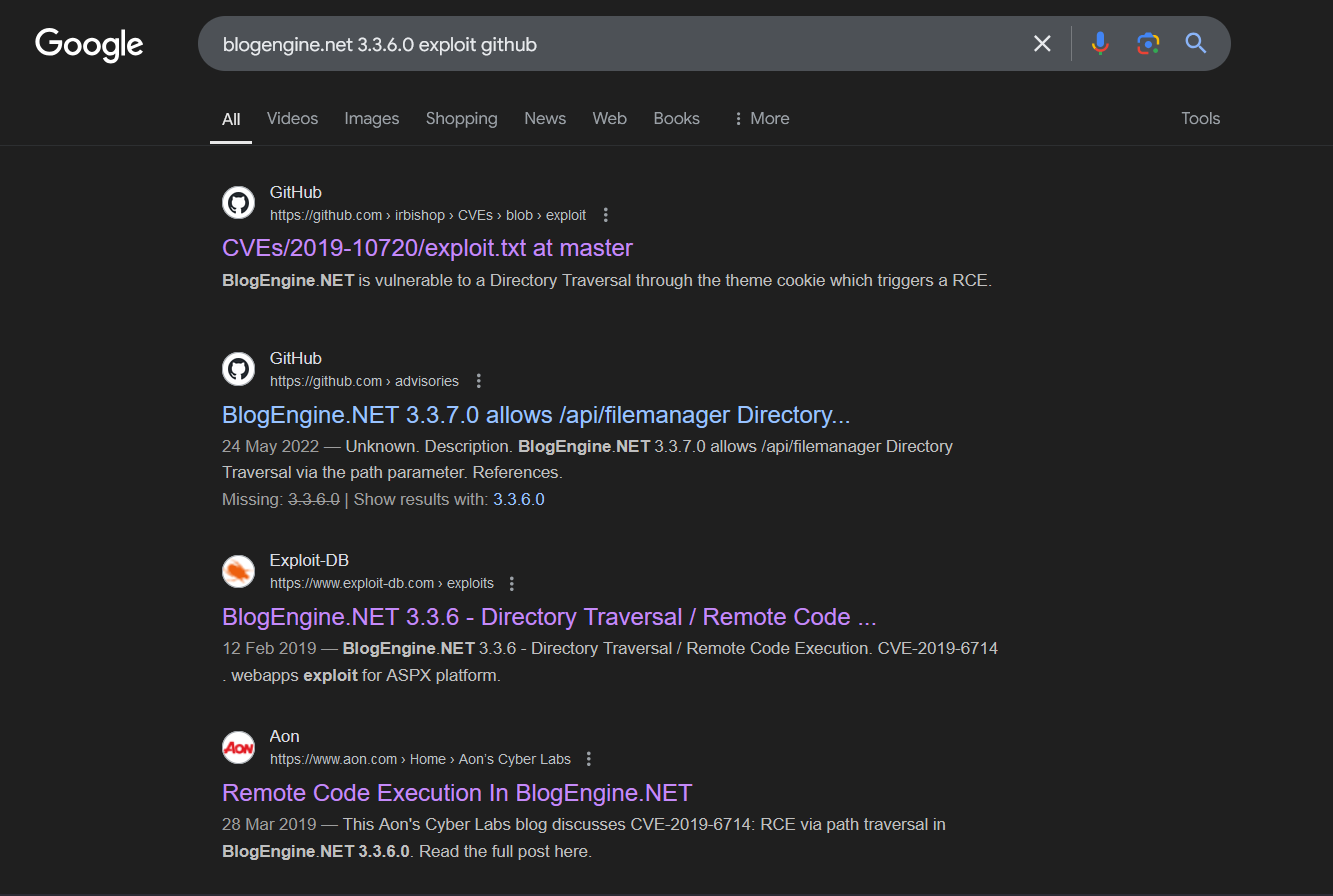 Google
blogengine.net 3.3.6.0 exploit github
All Videos Images Shopping News Web Books More Tools
GitHub
https://github.com › irbishop › CVEs › blob › exploit
CVEs/2019-10720/exploit.txt at master
BlogEngine.NET is vulnerable to a Directory Traversal through the theme cookie which triggers a RCE.
GitHub
https://github.com › advisories
BlogEngine.NET 3.3.7.0 allows /api/filemanager Directory...
24 May 2022 — Unknown. Description. BlogEngine.NET 3.3.7.0 allows /api/filemanager Directory
Traversal via the path parameter. References.
Missing: 3.3.6.0 | Show results with: 3.3.6.0
Exploit-DB
https://www.exploit-db.com › exploits
BlogEngine.NET 3.3.6 - Directory Traversal / Remote Code ...
12 Feb 2019 — BlogEngine.NET 3.3.6 - Directory Traversal / Remote Code Execution. CVE-2019-6714
. webapps exploit for ASPX platform.
Aon
AON
https://www.aon.com › Home › Aon's Cyber Labs
Remote Code Execution In BlogEngine.NET
28 Mar 2019 — This Aon's Cyber Labs blog discusses CVE-2019-6714: RCE via path traversal in
BlogEngine.NET 3.3.6.0. Read the full post here.